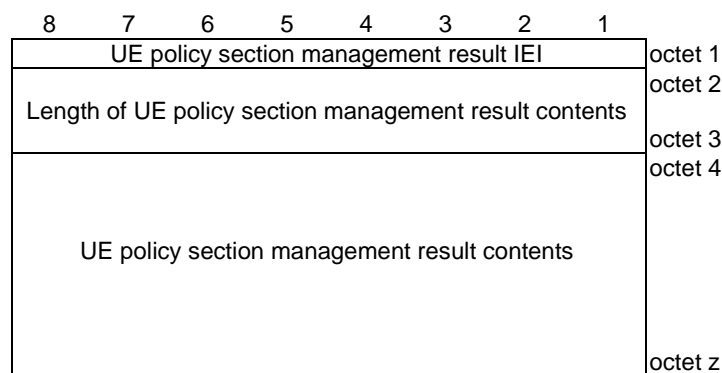 8 7 6 5 4 3 2 1
UE policy section management result IEI octet 1
octet 2
Length of UE policy section management result contents
octet 3
octet 4
UE policy section management result contents
octet z